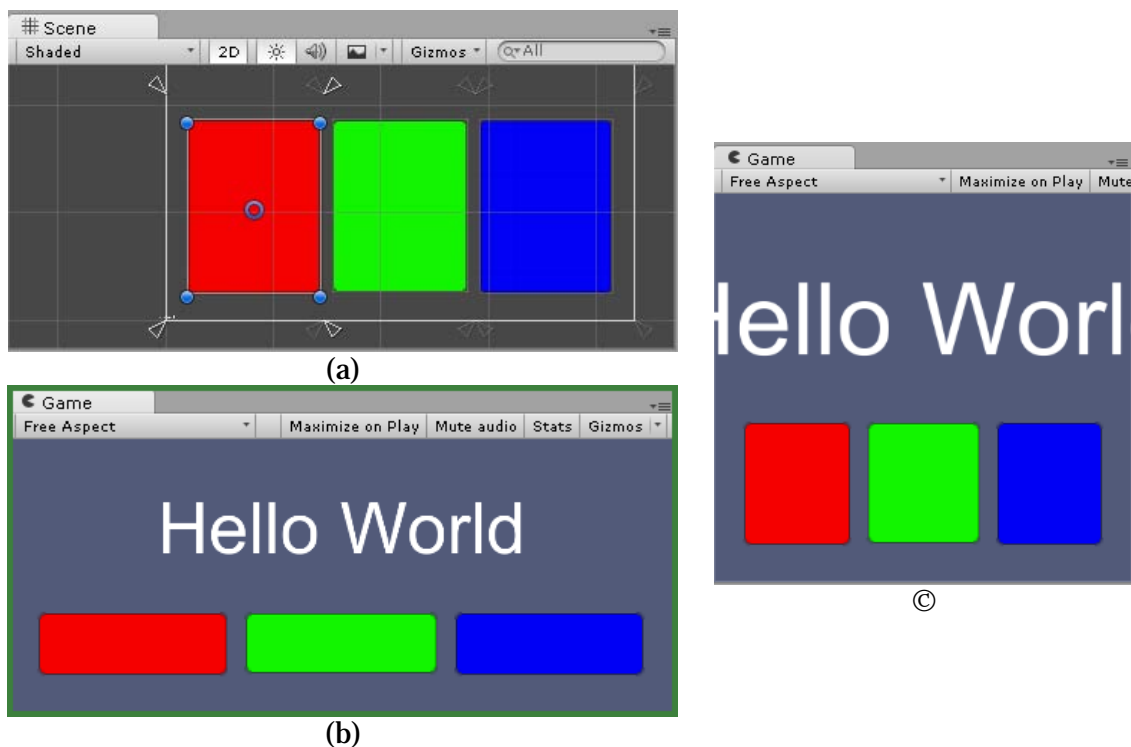 Scene
Shaded 2D Gizmos All
(a)
Game
Free Aspect Maximize on Play Mute audio Stats Gizmos
Hello World
(b)
Game
Free Aspect Maximize on Play Mute
Hello Worl
©